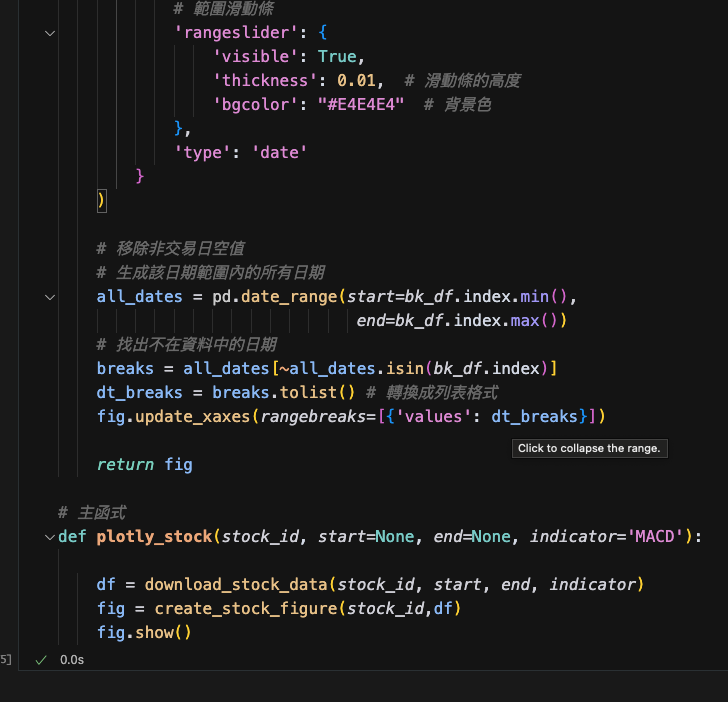 # 範圍滑動條
'rangeslider': {
'visible': True,
'thickness': 0.01,  # 滑動條的高度
'bgcolor': "#E4E4E4"  # 背景色
},
'type': 'date'
}
)
# 移除非交易日空值
# 生成該日期範圍內的所有日期
all_dates = pd.date_range(start=bk_df.index.min(),
end=bk_df.index.max())
# 找出不在資料中的日期
breaks = all_dates[~all_dates.isin(bk_df.index)]
dt_breaks = breaks.tolist() # 轉換成列表格式
fig.update_xaxes(rangebreaks=[{'values': dt_breaks}])
Click to collapse the range.
return fig
# 主函式
def plotly_stock(stock_id, start=None, end=None, indicator='MACD'):
df = download_stock_data(stock_id, start, end, indicator)
fig = create_stock_figure(stock_id,df)
fig.show()
5] ✓ 0.0s